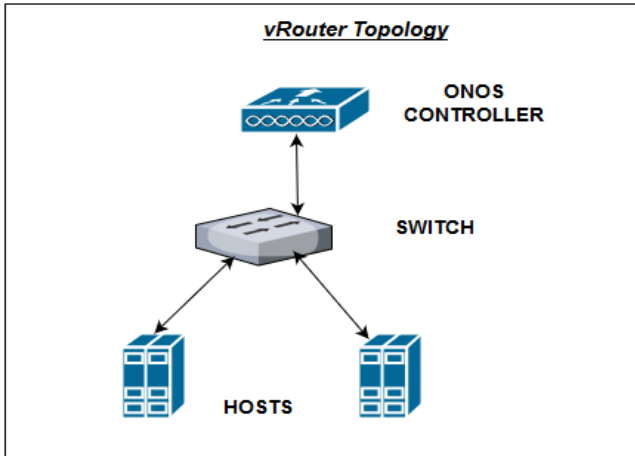 vRouter Topology
ONOS
CONTROLLER
SWITCH
HOSTS